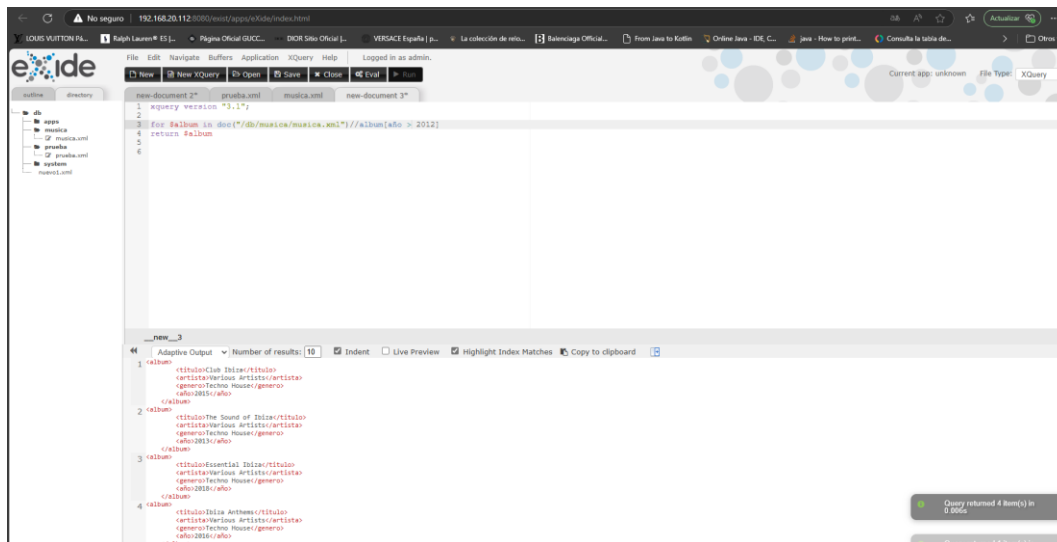 No seguro 192.168.20.112:8080/exist/apps/eXide/index.html Actualizar
LOUIS VUITTON Pá... Ralph Lauren® ES |... Página Oficial GUCC... DIOR Sitio Oficial |... VERSACE España | p... La colección de relo... Balenciaga Official... From Java to Kotlin Online Java - IDE, C... java - How to print... Consulta la tabla de... Otros
eXide
File Edit Navigate Buffers Application XQuery Help Logged in as admin.
New New XQuery Open Save Close Eval Run
Current app: unknown File Type: XQuery
outline directory
new-document 2* prueba.xml musica.xml new-document 3*
db
apps
musica
musica.xml
prueba
prueba.xml
system
nuevo1.xml
1 xquery version "3.1";
2
3 for $album in doc("/db/musica/musica.xml")//album[año > 2012]
4 return $album
5
6
__new__3
Adaptive Output Number of results: 10 Indent Live Preview Highlight Index Matches Copy to clipboard
1 <album>
<titulo>Club Ibiza</titulo>
<artista>Various Artists</artista>
<genero>Techno House</genero>
<año>2015</año>
</album>
2 <album>
<titulo>The Sound of Ibiza</titulo>
<artista>Various Artists</artista>
<genero>Techno House</genero>
<año>2013</año>
</album>
3 <album>
<titulo>Essential Ibiza</titulo>
<artista>Various Artists</artista>
<genero>Techno House</genero>
<año>2018</año>
</album>
4 <album>
<titulo>Ibiza Anthems</titulo>
<artista>Various Artists</artista>
<genero>Techno House</genero>
<año>2016</año>
Query returned 4 item(s) in
0.006s